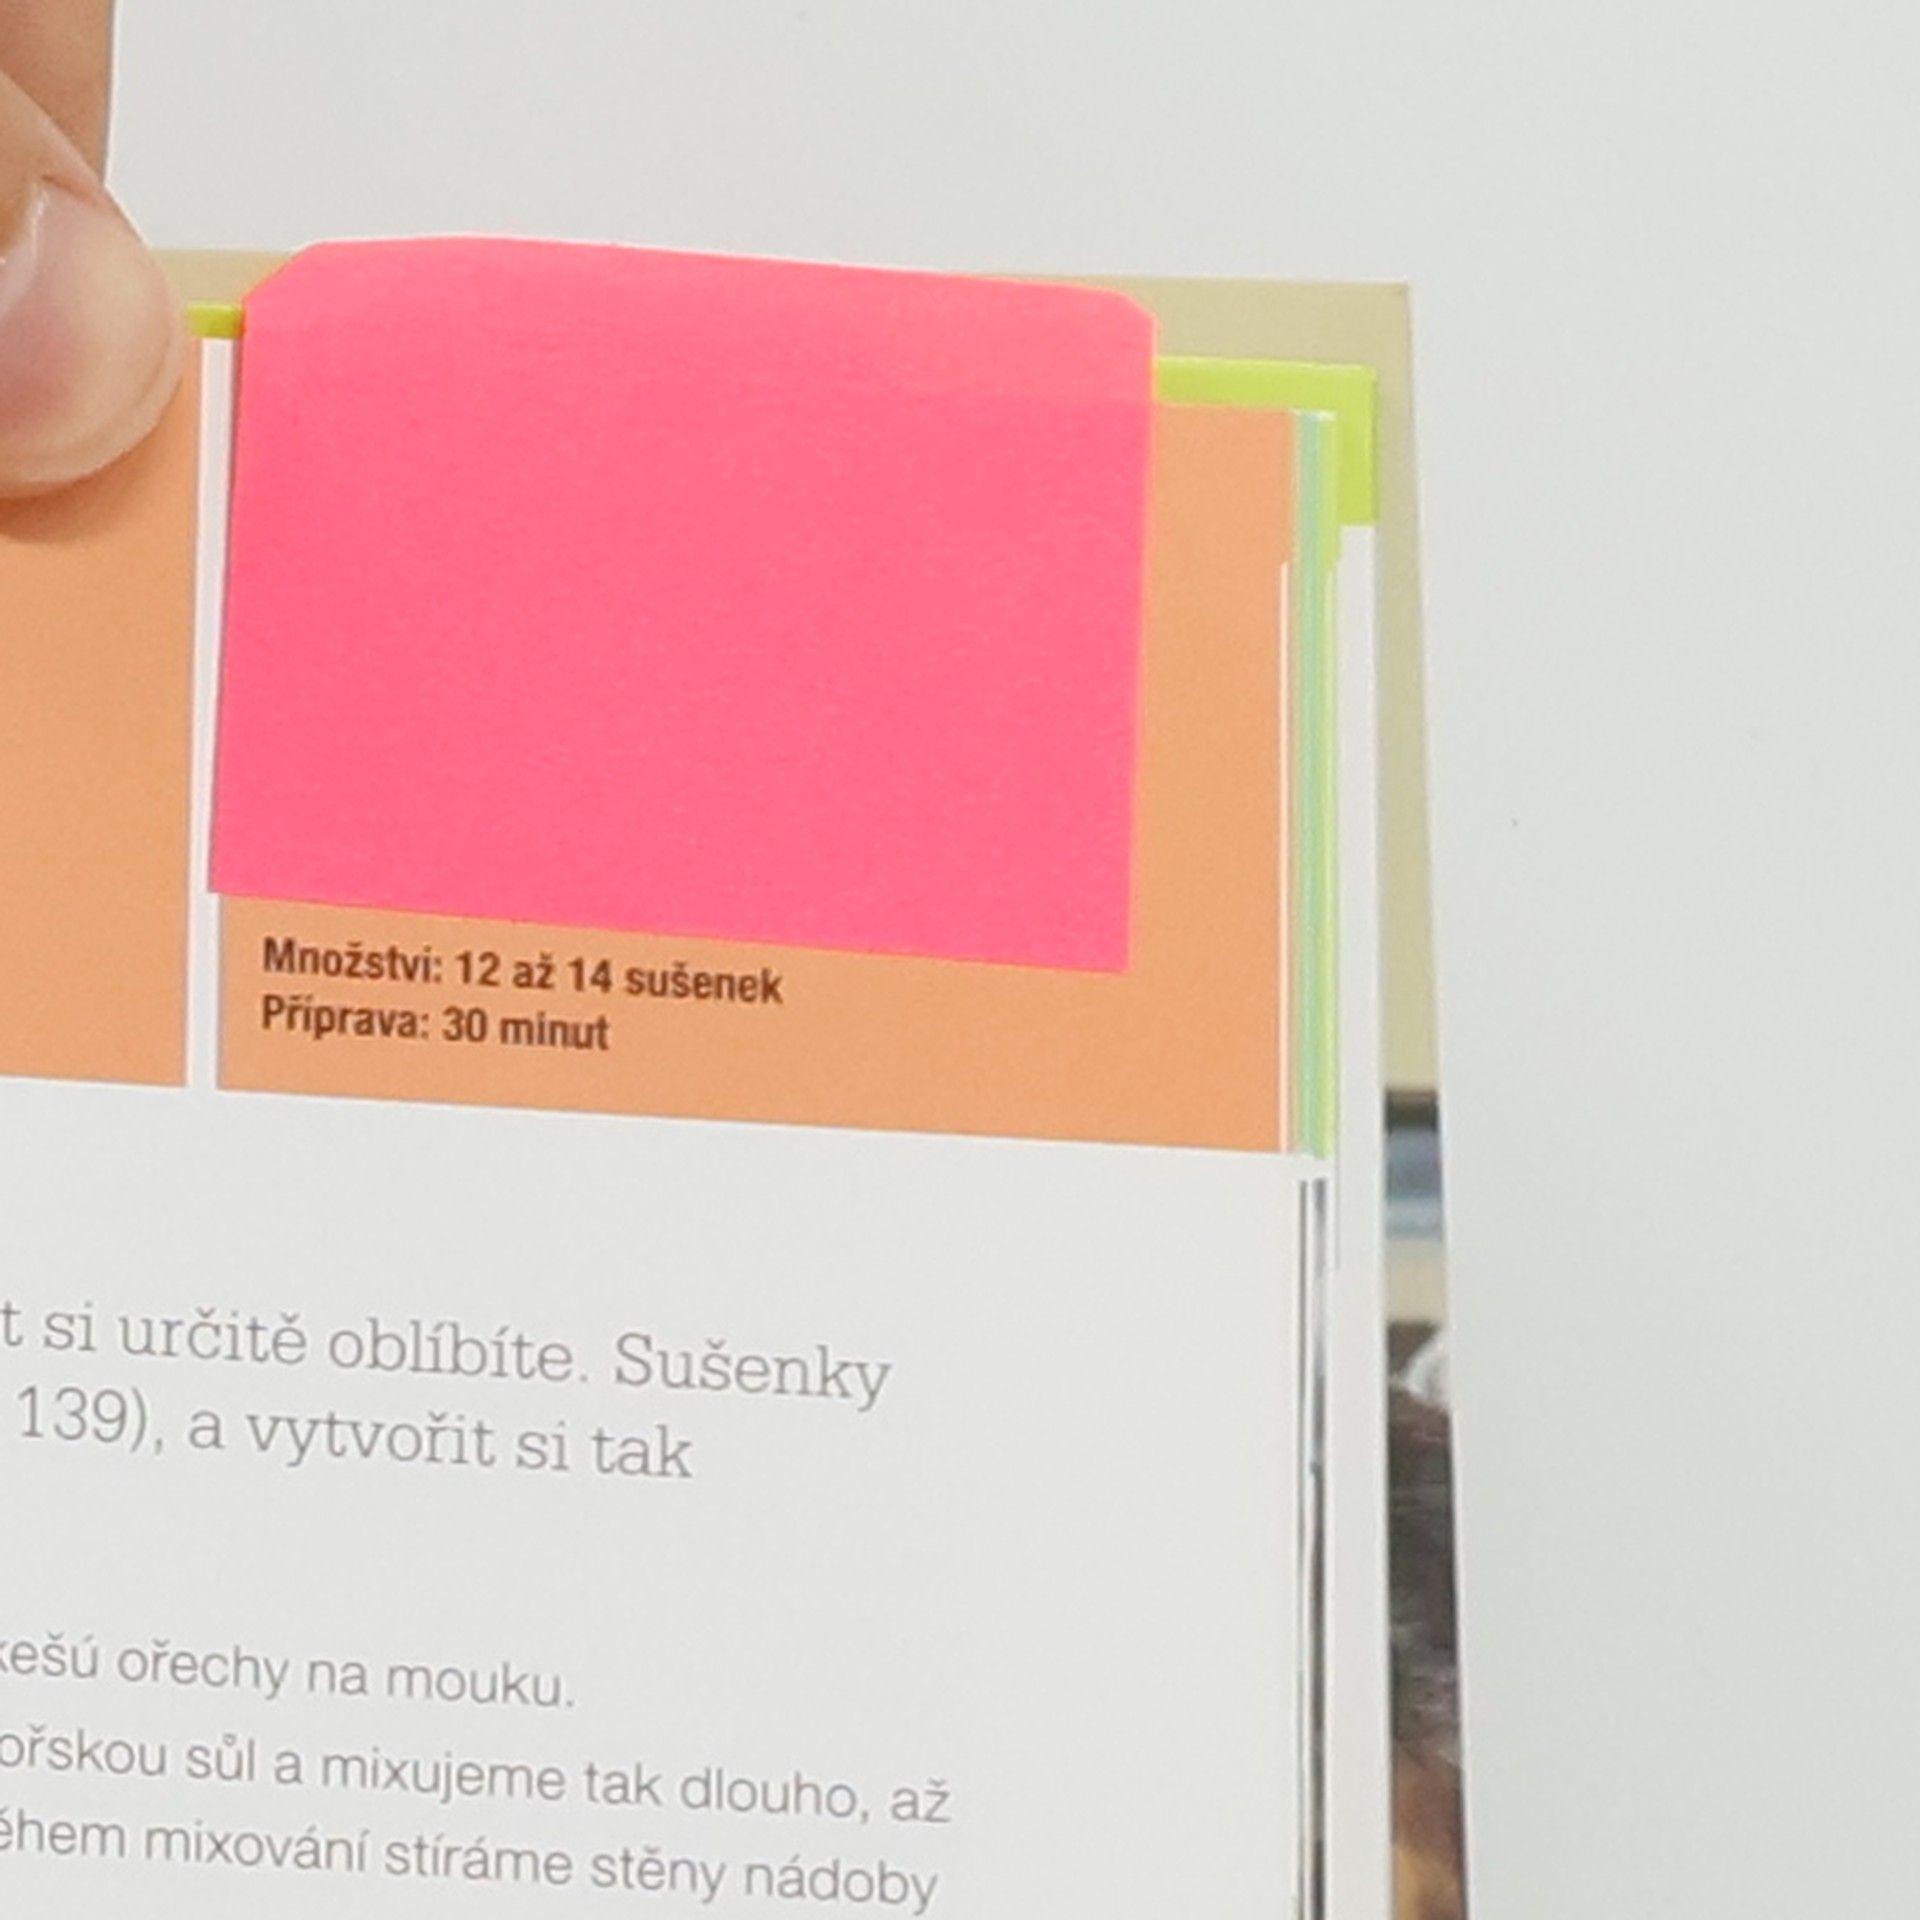 Množstvi: 12 až 14 sušenek
Příprava: 30 minut
t si určitě oblíbíte. Sušenky
139), a vytvořit si tak
kešú ořechy na mouku.
ořskou sůl a mixujeme tak dlouho, až
ěhem mixování stíráme stěny nádoby